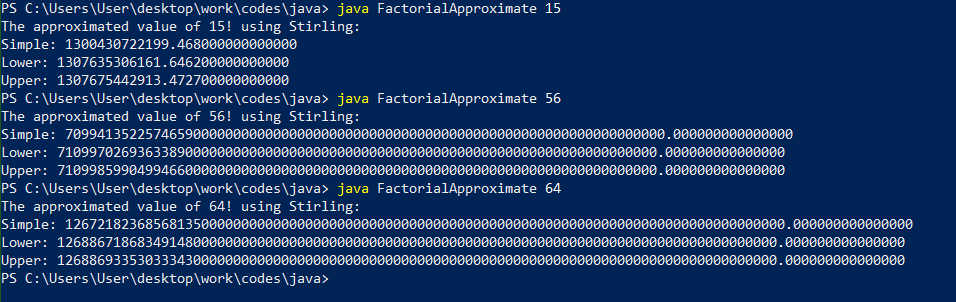 PS C:\Users\User\desktop\work\codes\java> java FactorialApproximate 15
The approximated value of 15! using Stirling:
Simple: 1300430722199.468000000000000
Lower: 1307635306161.646200000000000
Upper: 1307675442913.472700000000000
PS C:\Users\User\desktop\work\codes\java> java FactorialApproximate 56
The approximated value of 56! using Stirling:
Simple: 709941352257465900000000000000000000000000000000000000000000000000000000000.000000000000000
Lower: 710997026936338900000000000000000000000000000000000000000000000000000000000.000000000000000
Upper: 710998599049946600000000000000000000000000000000000000000000000000000000000.000000000000000
PS C:\Users\User\desktop\work\codes\java> java FactorialApproximate 64
The approximated value of 64! using Stirling:
Simple: 126721823685681350000000000000000000000000000000000000000000000000000000000000000000000000.000000000000000
Lower: 126886718683491480000000000000000000000000000000000000000000000000000000000000000000000000.000000000000000
Upper: 126886933530333430000000000000000000000000000000000000000000000000000000000000000000000000.000000000000000
PS C:\Users\User\desktop\work\codes\java>